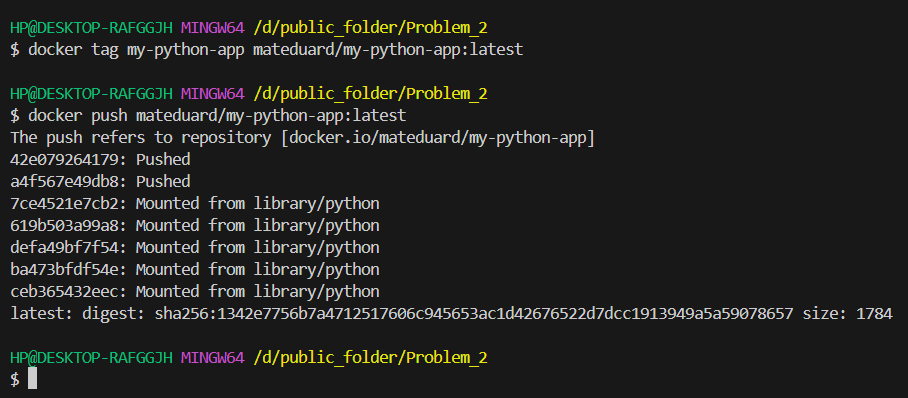 HP@DESKTOP-RAFGGJH MINGW64 /d/public_folder/Problem_2
$ docker tag my-python-app mateduard/my-python-app:latest
HP@DESKTOP-RAFGGJH MINGW64 /d/public_folder/Problem_2
$ docker push mateduard/my-python-app:latest
The push refers to repository [docker.io/mateduard/my-python-app]
42e079264179: Pushed
a4f567e49db8: Pushed
7ce4521e7cb2: Mounted from library/python
619b503a99a8: Mounted from library/python
defa49bf7f54: Mounted from library/python
ba473bfdf54e: Mounted from library/python
ceb365432eec: Mounted from library/python
latest: digest: sha256:1342e7756b7a4712517606c945653ac1d42676522d7dcc1913949a5a59078657 size: 1784
HP@DESKTOP-RAFGGJH MINGW64 /d/public_folder/Problem_2
$